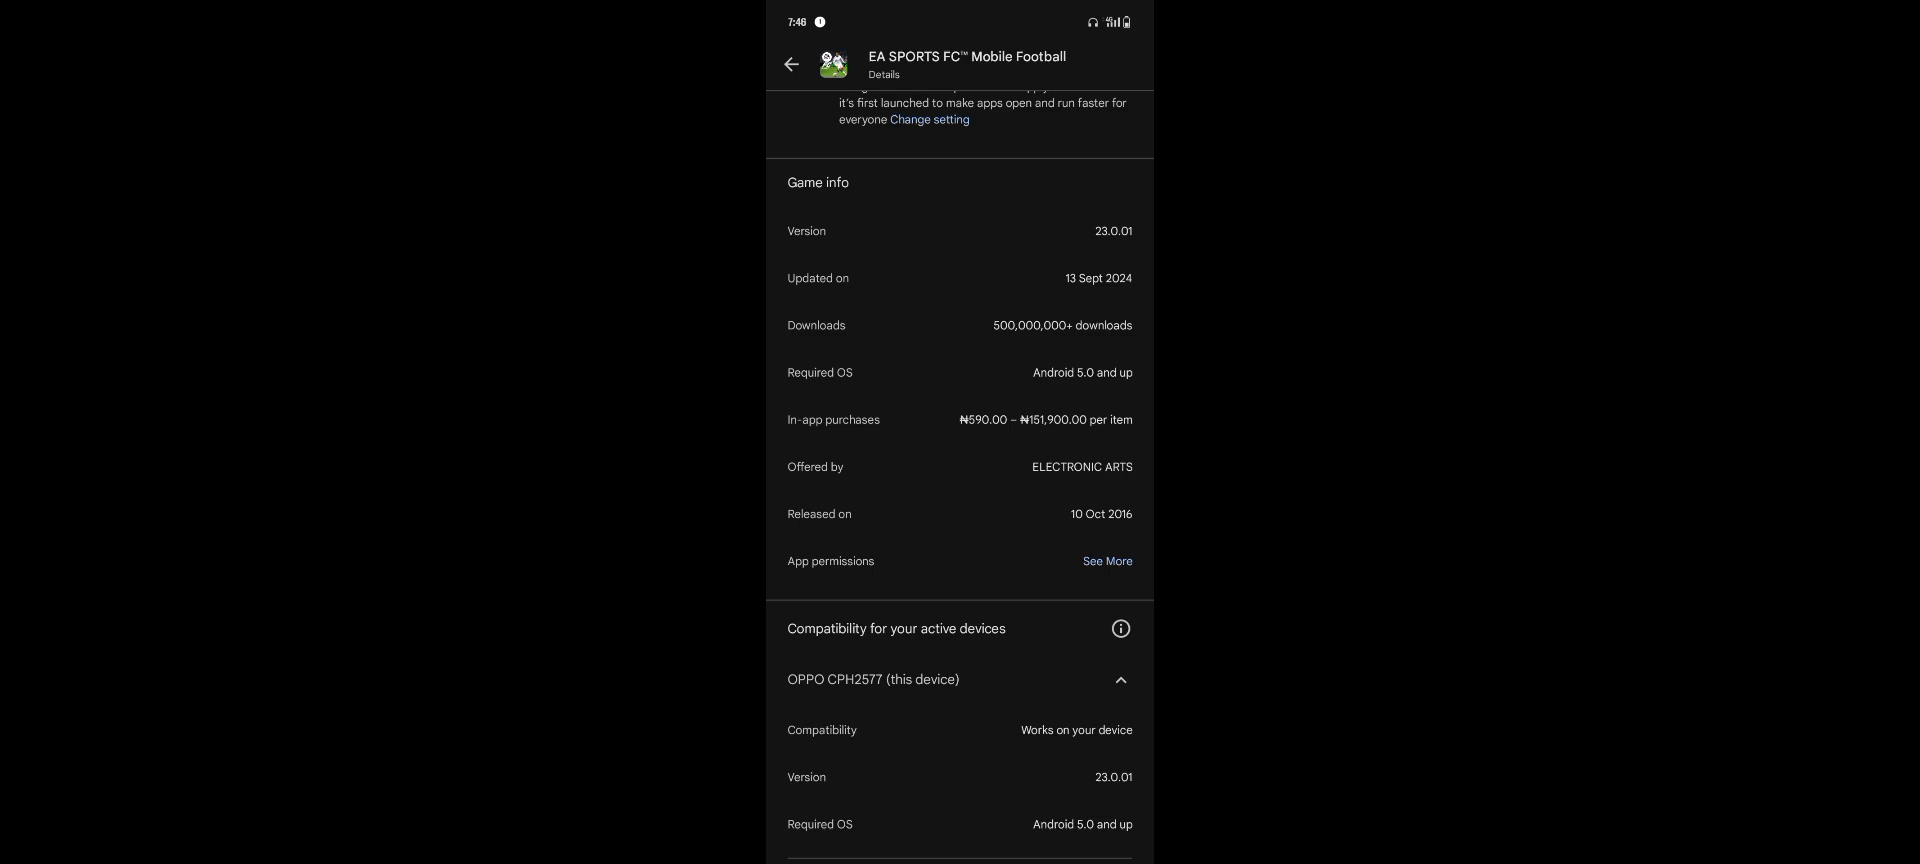 7:46
4G
EA SPORTS FC™ Mobile Football
Details
it's first launched to make apps open and run faster for
everyone Change setting
Game info
Version 23.0.01
Updated on 13 Sept 2024
Downloads 500,000,000+ downloads
Required OS Android 5.0 and up
In-app purchases ₦590.00 – ₦151,900.00 per item
Offered by ELECTRONIC ARTS
Released on 10 Oct 2016
App permissions See More
Compatibility for your active devices
OPPO CPH2577 (this device)
Compatibility Works on your device
Version 23.0.01
Required OS Android 5.0 and up